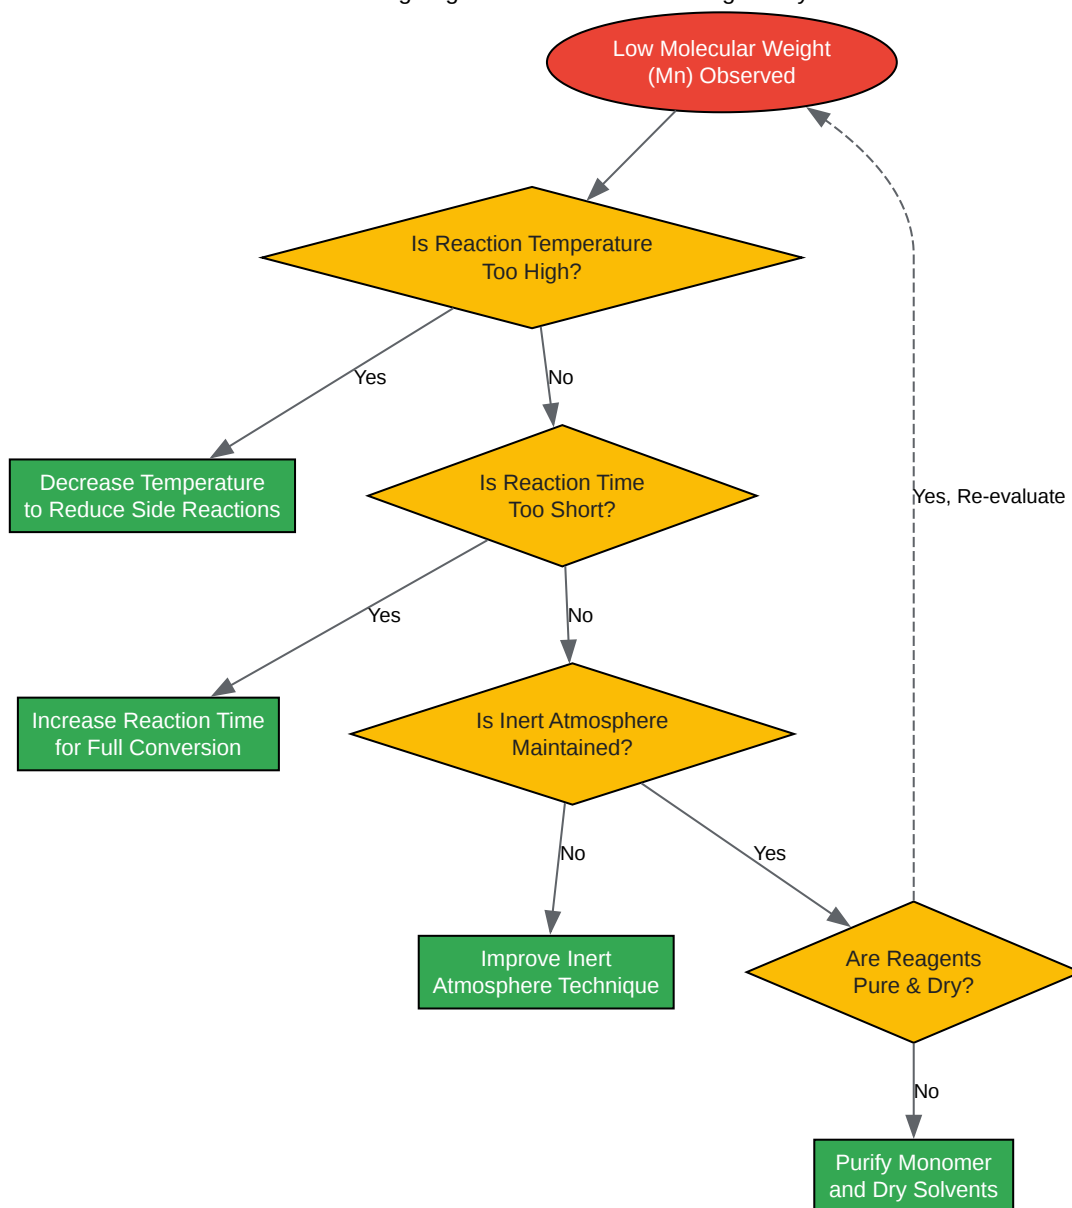 Low Molecular Weight
(Mn) Observed
Is Reaction Temperature
Too High?
Yes
No
Decrease Temperature
to Reduce Side Reactions
Is Reaction Time
Too Short?
Yes, Re-evaluate
Yes
No
Increase Reaction Time
for Full Conversion
Is Inert Atmosphere
Maintained?
No
Yes
Improve Inert
Atmosphere Technique
Are Reagents
Pure & Dry?
No
Purify Monomer
and Dry Solvents